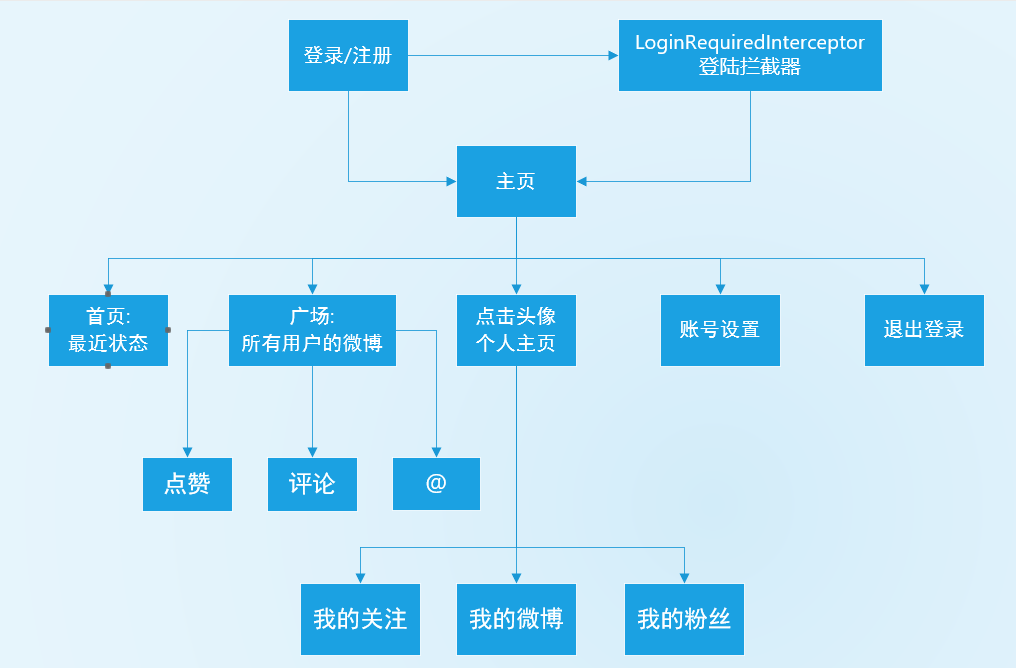 登录/注册
LoginRequiredInterceptor
登陆拦截器
主页
首页:
最近状态
广场:
所有用户的微博
点击头像
个人主页
账号设置
退出登录
点赞
评论
@
我的关注
我的微博
我的粉丝